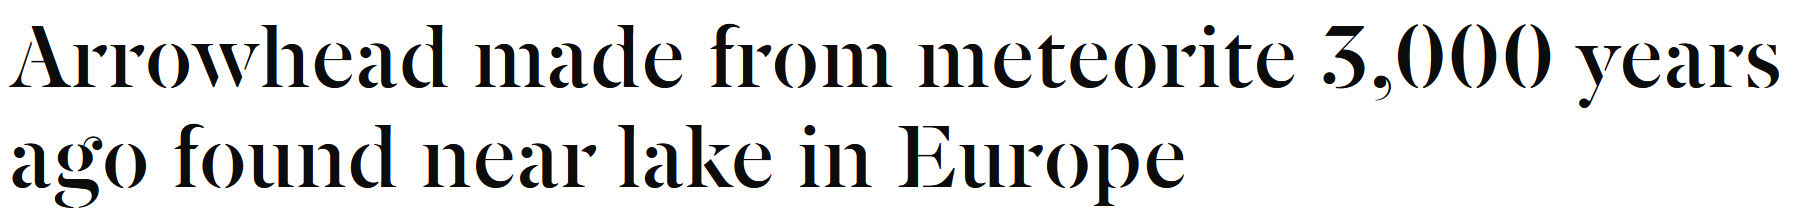 Arrowhead made from meteorite 3,000 years
ago found near lake in Europe